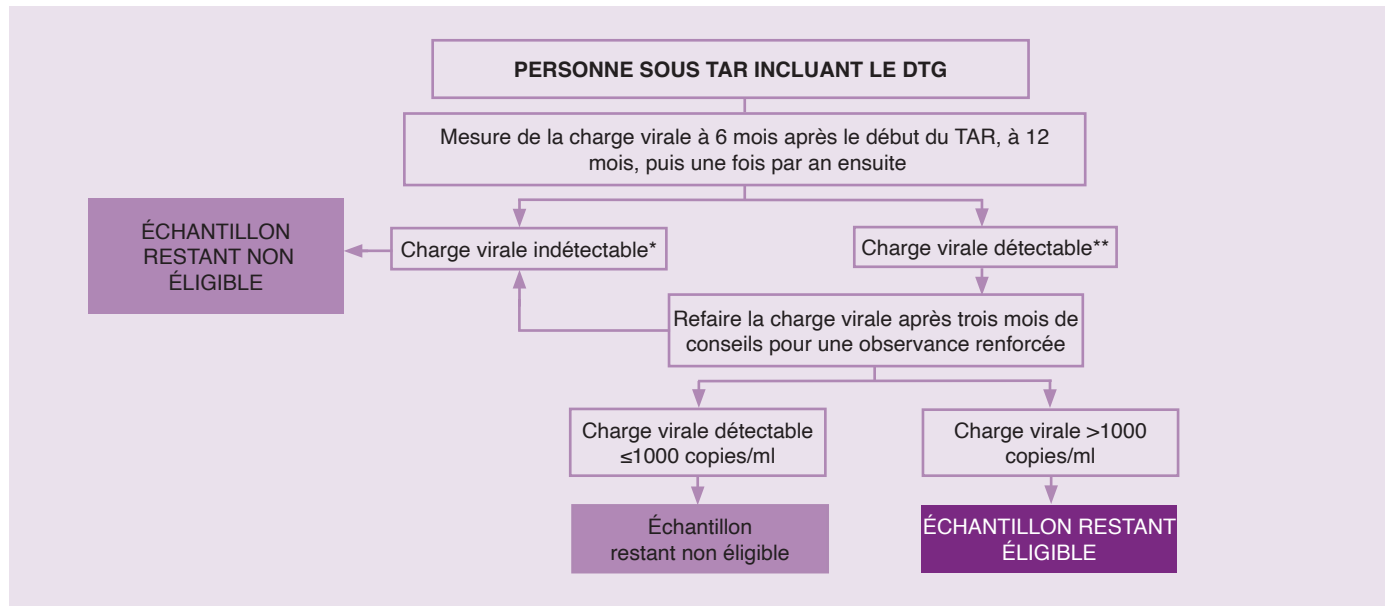 PERSONNE SOUS TAR INCLUANT LE DTG
Mesure de la charge virale à 6 mois après le début du TAR, à 12
mois, puis une fois par an ensuite
ÉCHANTILLON
RESTANT NON
ÉLIGIBLE
Charge virale indétectable*
Charge virale détectable**
Refaire la charge virale après trois mois de
conseils pour une observance renforcée
Charge virale détectable
≤1000 copies/ml
Charge virale >1000
copies/ml
Échantillon
restant non éligible
ÉCHANTILLON RESTANT
ÉLIGIBLE